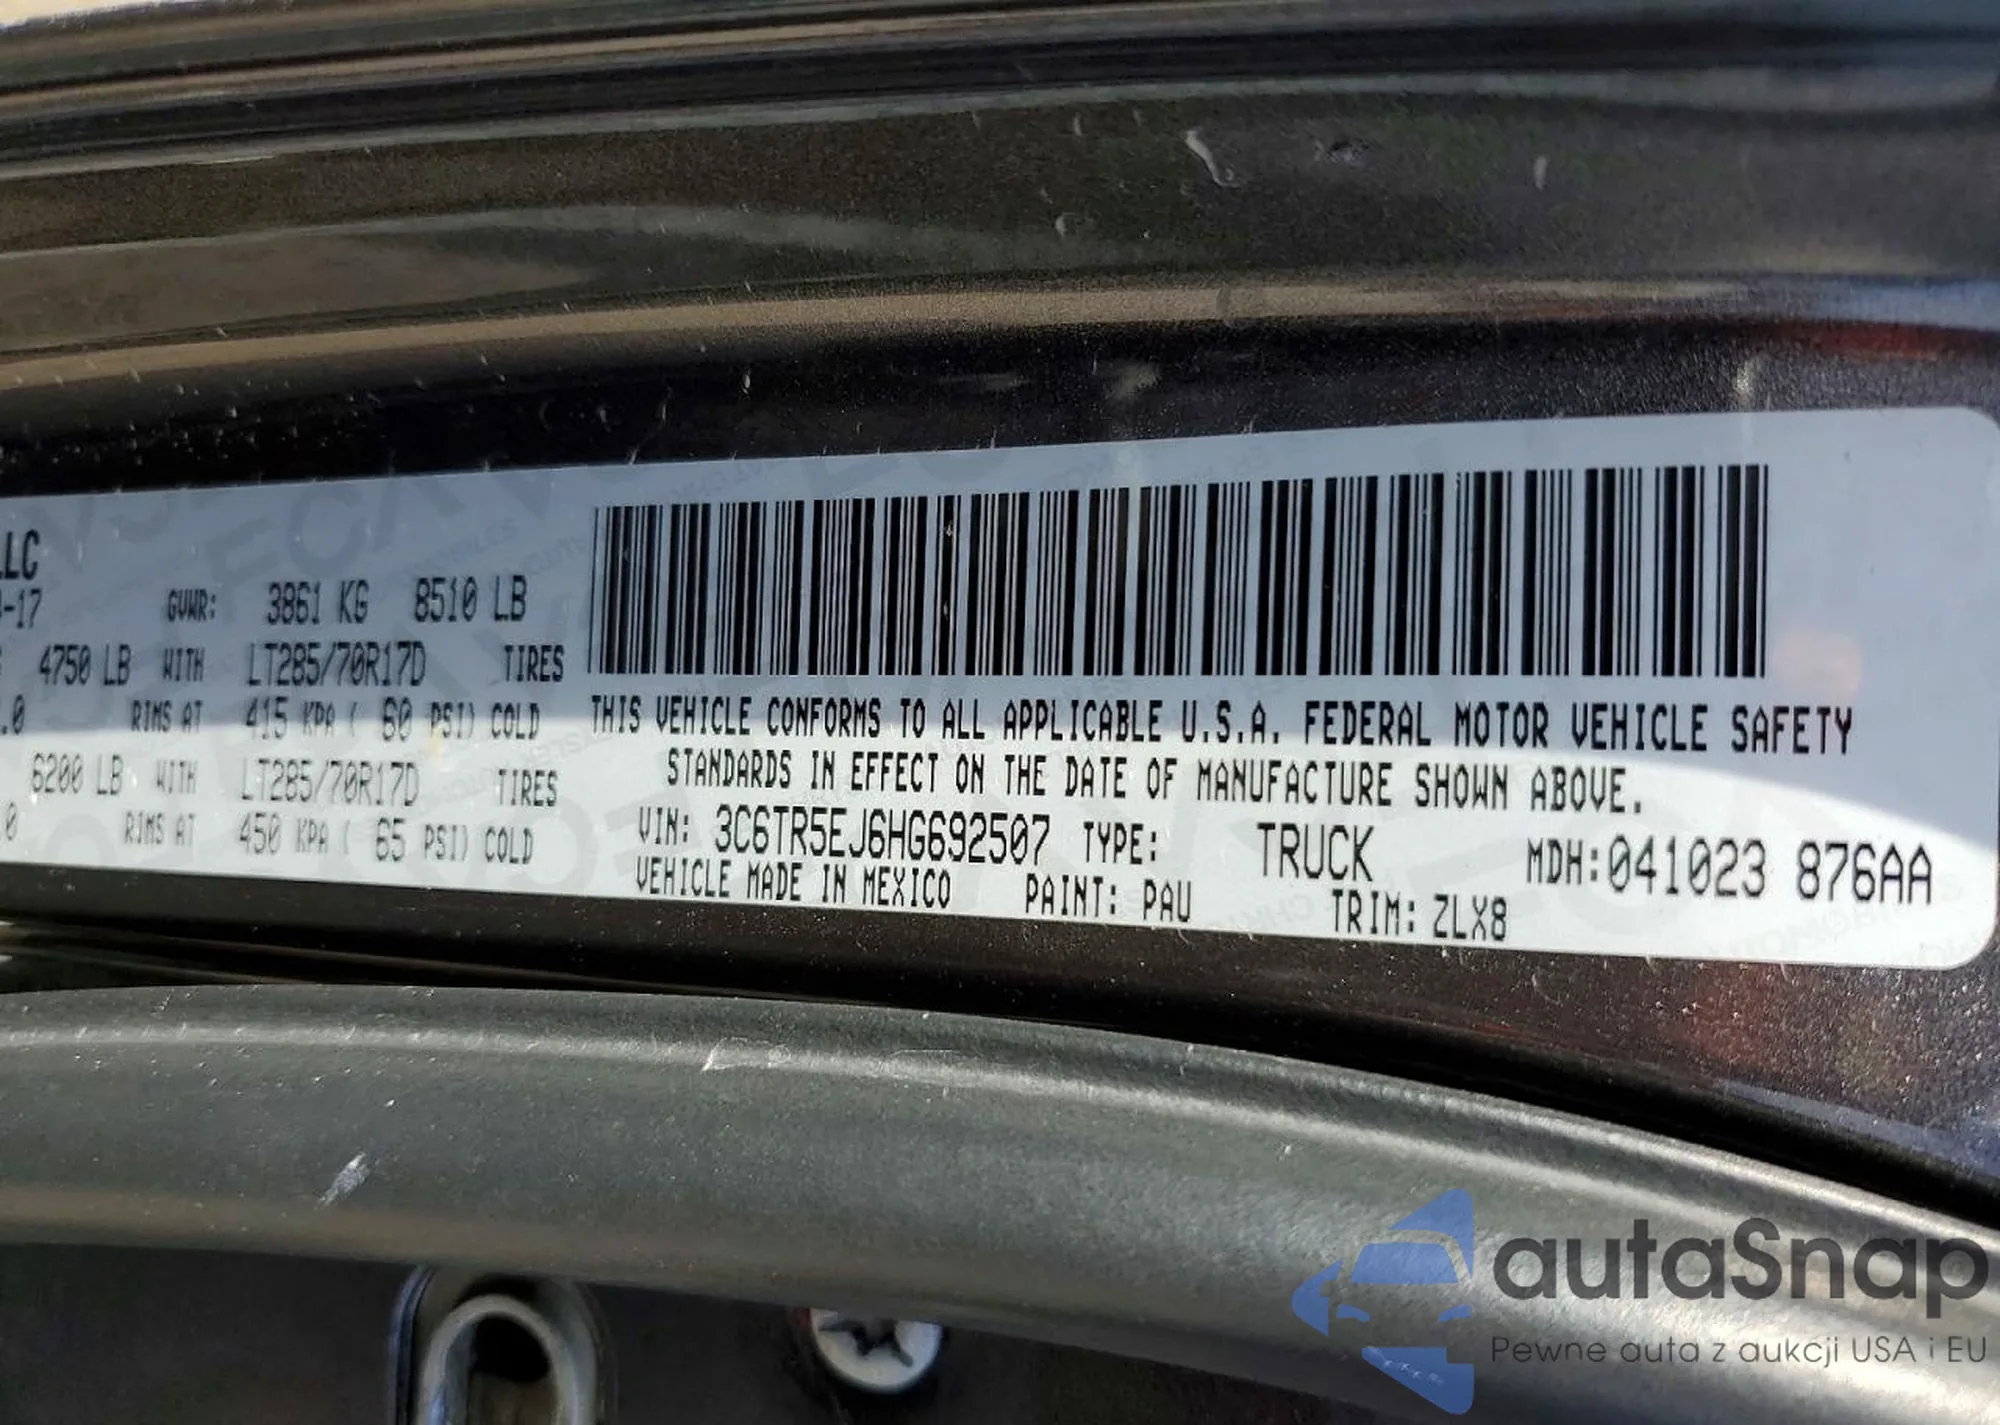 LLC
-17 GVWR: 3861 KG 8510 LB
4750 LB WITH LT285/70R17D TIRES
.0 RIMS AT 415 KPA ( 60 PSI) COLD
6200 LB WITH LT285/70R17D TIRES
0 RIMS AT 450 KPA ( 65 PSI) COLD
THIS VEHICLE CONFORMS TO ALL APPLICABLE U.S.A. FEDERAL MOTOR VEHICLE SAFETY
STANDARDS IN EFFECT ON THE DATE OF MANUFACTURE SHOWN ABOVE.
VIN: 3C6TR5EJ6HG692507 TYPE: TRUCK MDH:041023 876AA
VEHICLE MADE IN MEXICO PAINT: PAU TRIM: ZLX8
autaSnap
Pewne auta z aukcji USA i EU